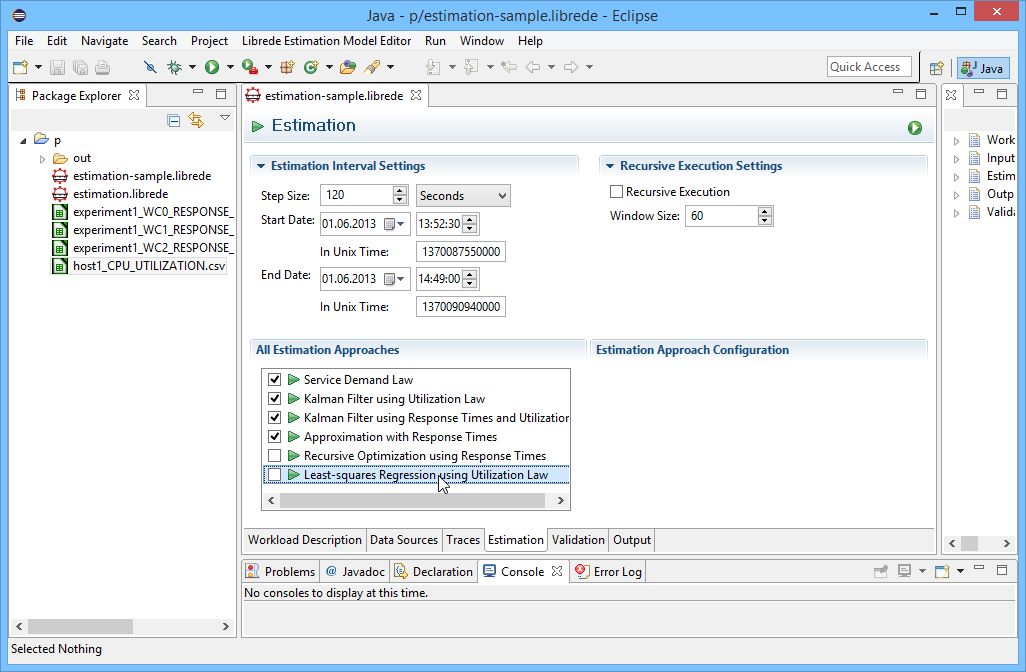 Java - p/estimation-sample.librede - Eclipse
File Edit Navigate Search Project Librede Estimation Model Editor Run Window Help
Quick Access
Java
Package Explorer
p
out
estimation-sample.librede
estimation.librede
experiment1_WC0_RESPONSE_
experiment1_WC1_RESPONSE_
experiment1_WC2_RESPONSE_
host1_CPU_UTILIZATION.csv
estimation-sample.librede
Estimation
Estimation Interval Settings
Step Size: 120 Seconds
Start Date: 01.06.2013 13:52:30
In Unix Time: 1370087550000
End Date: 01.06.2013 14:49:00
In Unix Time: 1370090940000
Recursive Execution Settings
Recursive Execution
Window Size: 60
All Estimation Approaches
Service Demand Law
Kalman Filter using Utilization Law
Kalman Filter using Response Times and Utilization
Approximation with Response Times
Recursive Optimization using Response Times
Least-squares Regression using Utilization Law
Estimation Approach Configuration
Workload Description Data Sources Traces Estimation Validation Output
Work
Input
Estim
Outp
Valida
Problems @ Javadoc Declaration Console Error Log
No consoles to display at this time.
Selected Nothing